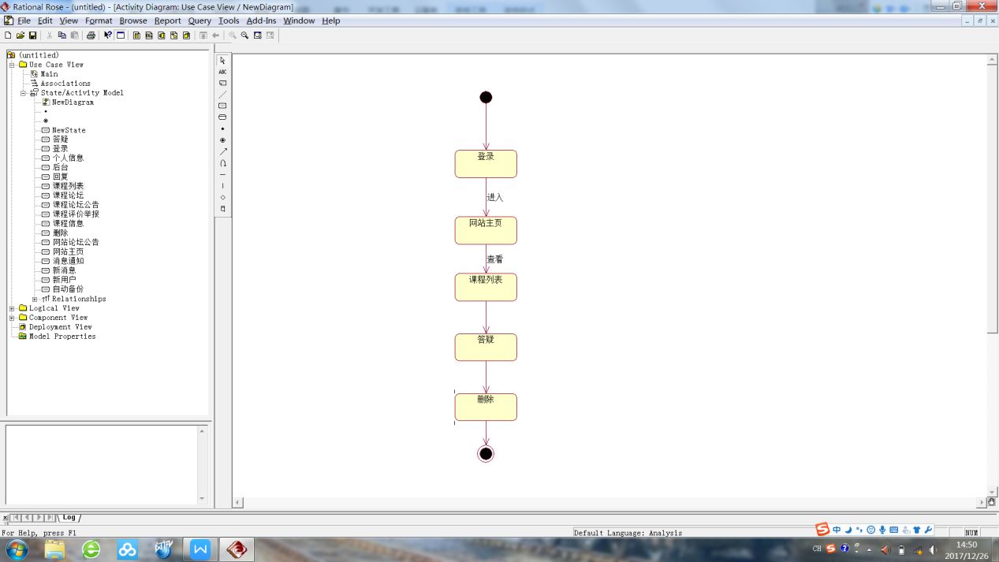 Rational Rose - (untitled) - [Activity Diagram: Use Case View / NewDiagram]
File Edit View Format Browse Report Query Tools Add-Ins Window Help
(untitled)
Use Case View
Main
Associations
State/Activity Model
NewDiagram
NewState
答疑
登录
个人信息
后台
回复
课程列表
课程论坛
课程论坛公告
课程评价举报
课程信息
删除
网站论坛公告
网站主页
消息通知
新消息
新用户
自动备份
Relationships
Logical View
Component View
Deployment View
Model Properties
ABC
登录
进入
网站主页
查看
课程列表
答疑
删除
Log
For Help, press F1
Default Language: Analysis
NUM
中
CH
14:50
2017/12/26